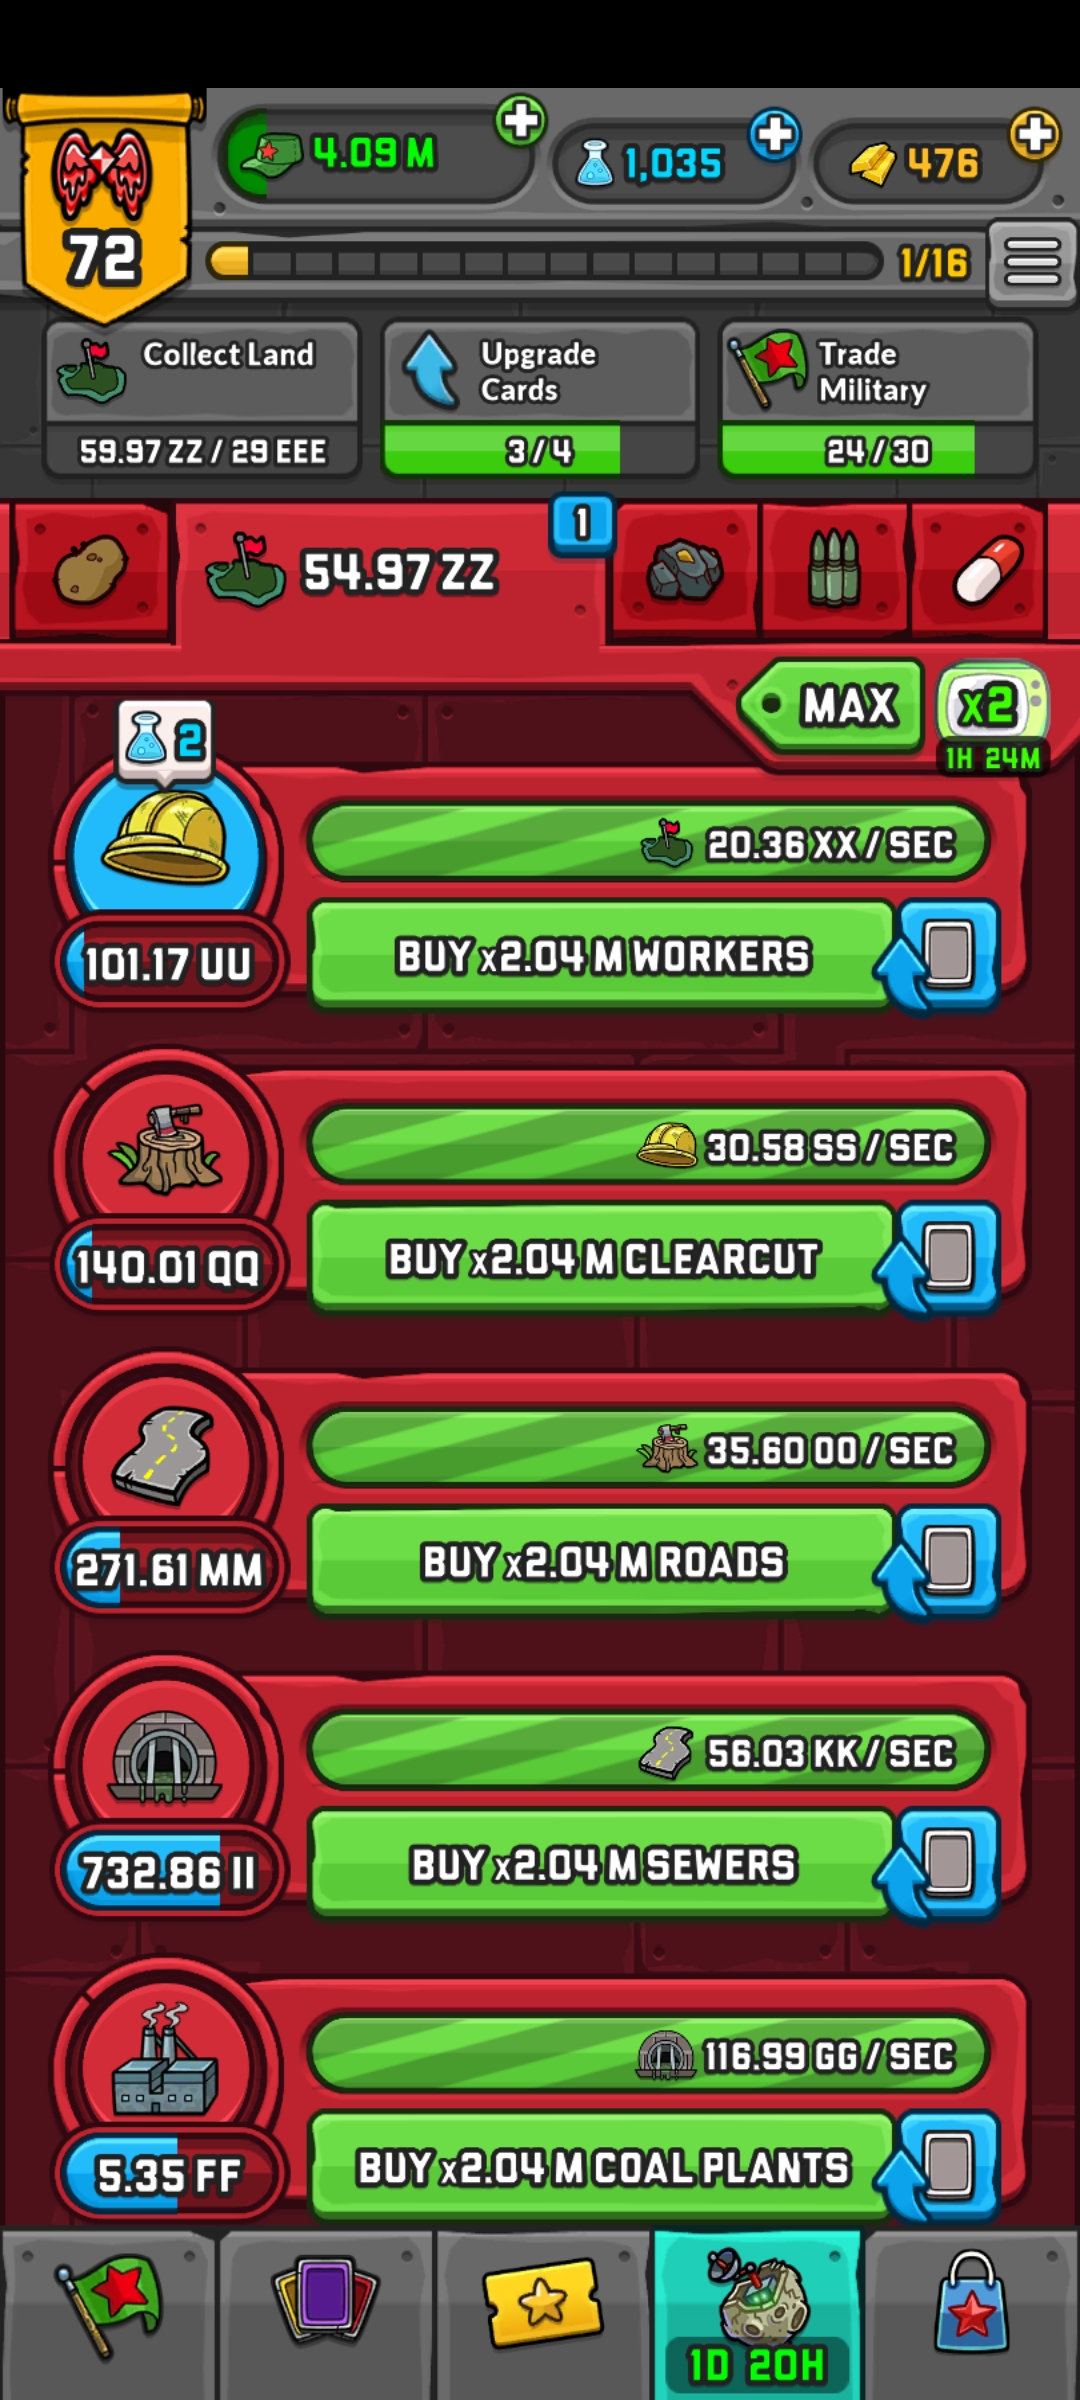 4.09 M
1,035
476
72
1/16
Collect Land
59.97 ZZ / 29 EEE
Upgrade
Cards
3/4
Trade
Military
24/30
54.97 ZZ
1
MAX
x2
1H 24M
2
20.36 XX / SEC
101.17 UU
BUY x2.04 M WORKERS
30.58 SS / SEC
140.01 QQ
BUY x2.04 M CLEARCUT
35.60 OO / SEC
271.61 MM
BUY x2.04 M ROADS
56.03 KK / SEC
732.86 II
BUY x2.04 M SEWERS
116.99 GG / SEC
5.35 FF
BUY x2.04 M COAL PLANTS
1D 20H